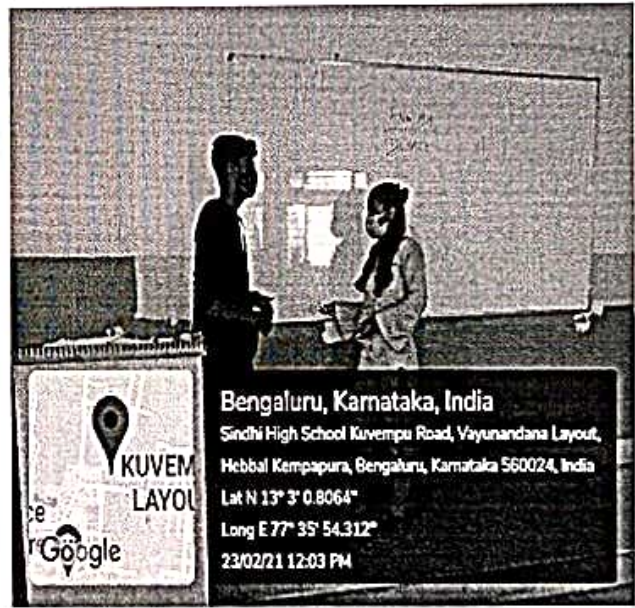 Bengaluru, Karnataka, India
Sindhi High School Kuvempu Road, Vayunandana Layout,
Hebbal Kempapura, Bengaluru, Karnataka 560024, India
Lat N 13° 3' 0.8064"
Long E 77° 35' 54.312"
23/02/21 12:03 PM
KUVEM
LAYOU
Google